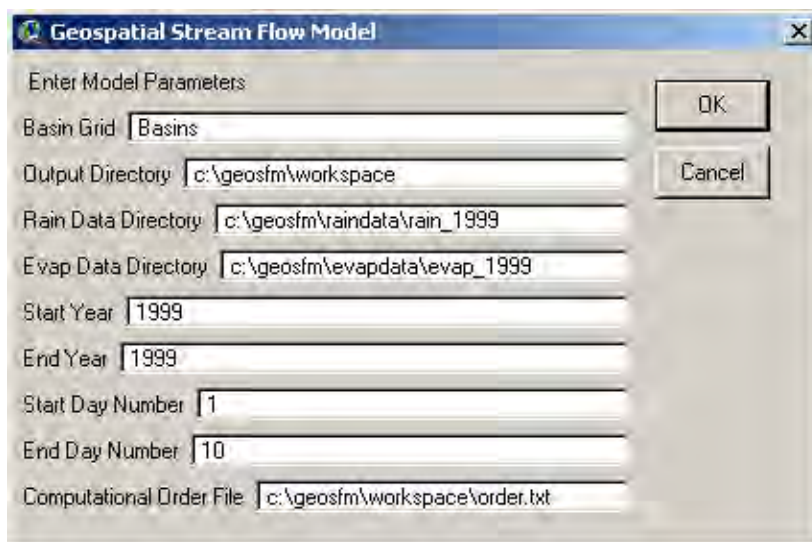 Geospatial Stream Flow Model
Enter Model Parameters
OK
Basin Grid Basins
Output Directory c:\geosfm\workspace
Cancel
Rain Data Directory c:\geosfm\raindata\rain_1999
Evap Data Directory c:\geosfm\evapdata\evap_1999
Start Year 1999
End Year 1999
Start Day Number 1
End Day Number 10
Computational Order File c:\geosfm\workspace\order.txt